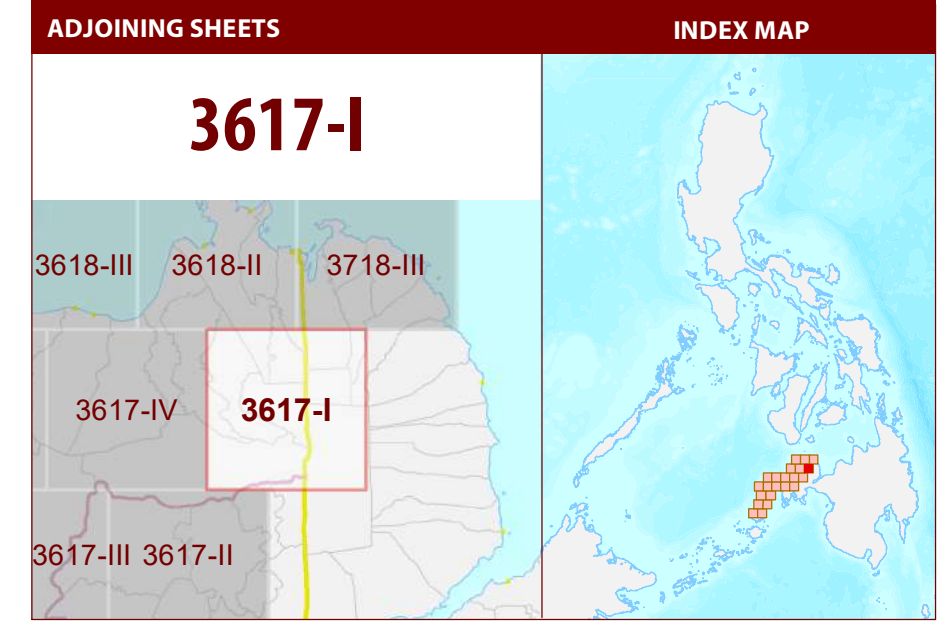 ADJOINING SHEETS
INDEX MAP
3617-I
3618-III 3618-II 3718-III
3617-IV 3617-I
3617-III 3617-II